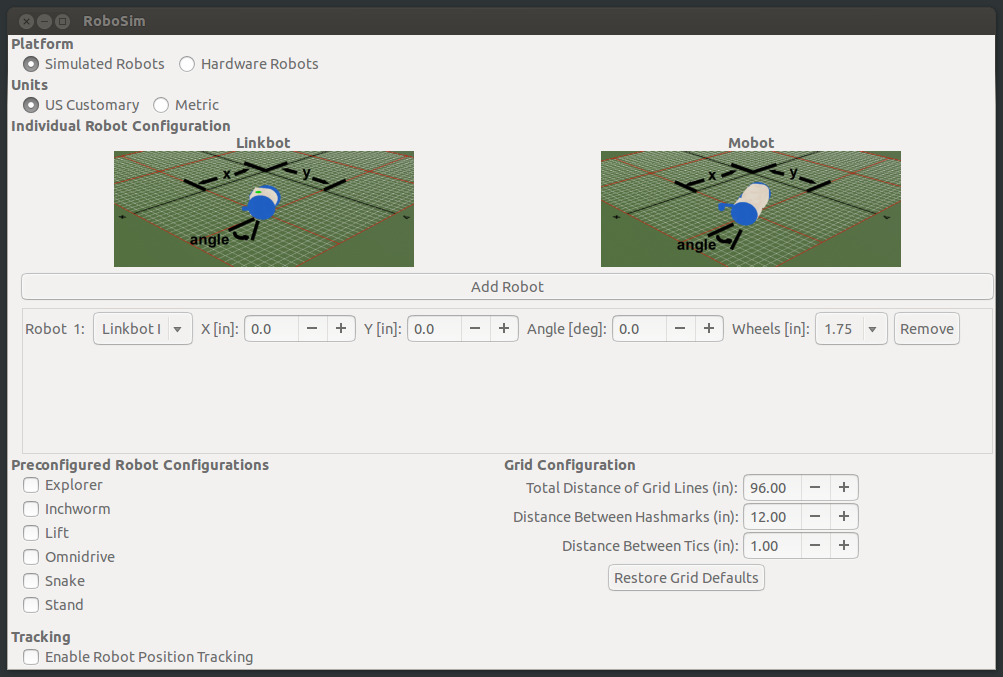 RoboSim
Platform
Simulated Robots Hardware Robots
Units
US Customary Metric
Individual Robot Configuration
Linkbot Mobot
x y x y
angle angle
Add Robot
Robot 1: Linkbot I X [in]: 0.0 − + Y [in]: 0.0 − + Angle [deg]: 0.0 − + Wheels [in]: 1.75 Remove
Preconfigured Robot Configurations Grid Configuration
Explorer Total Distance of Grid Lines (in): 96.00 − +
Inchworm Distance Between Hashmarks (in): 12.00 − +
Lift Distance Between Tics (in): 1.00 − +
Omnidrive
Snake Restore Grid Defaults
Stand
Tracking
Enable Robot Position Tracking